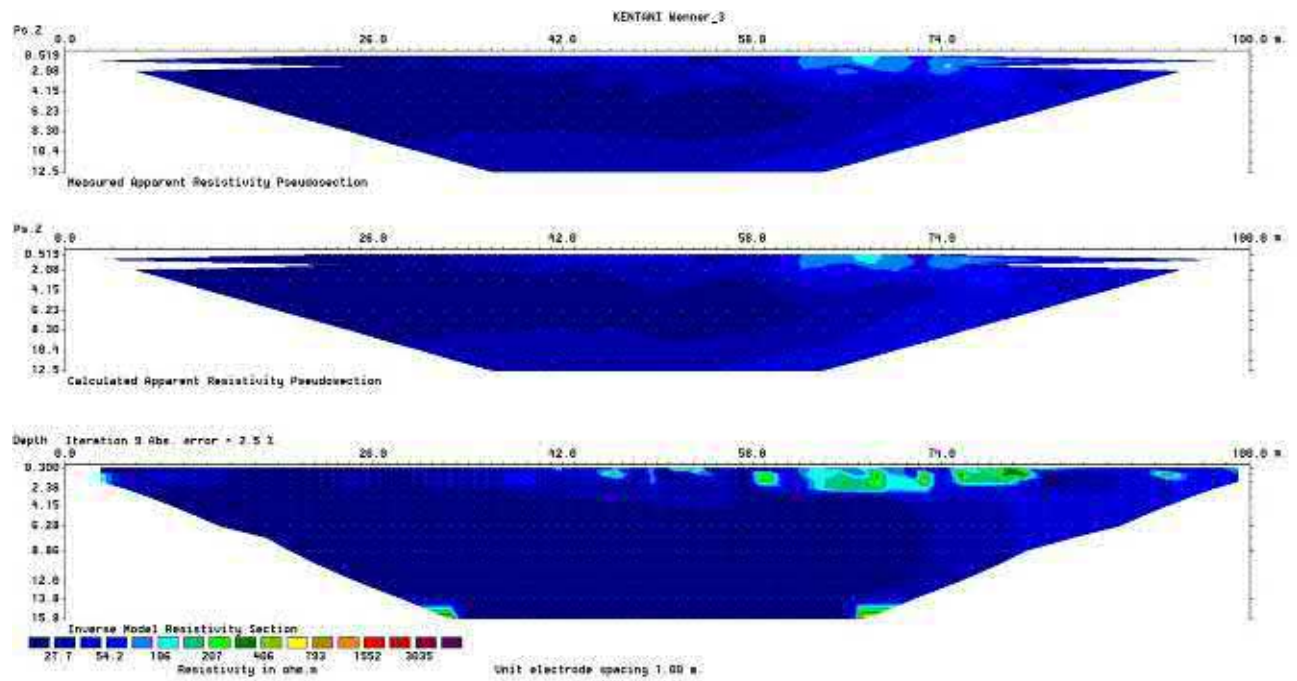 KENTANI Wenner_3
Ps.Z 0.0 26.0 42.0 58.0 74.0 100.0 m.
0.519
2.08
4.15
6.23
8.30
10.4
12.5
Measured Apparent Resistivity Pseudosection
Ps.Z 0.0 26.0 42.0 58.0 74.0 100.0 m.
0.519
2.08
4.15
6.23
8.30
10.4
12.5
Calculated Apparent Resistivity Pseudosection
Depth Iteration 9 Abs. error = 2.5 %
0.0 26.0 42.0 58.0 74.0 100.0 m.
2.38
4.15
6.20
8.86
12.0
13.8
15.8
Inverse Model Resistivity Section
27.7 54.2 106 207 406 793 1552 3035
Resistivity in ohm.m Unit electrode spacing 1.00 m.